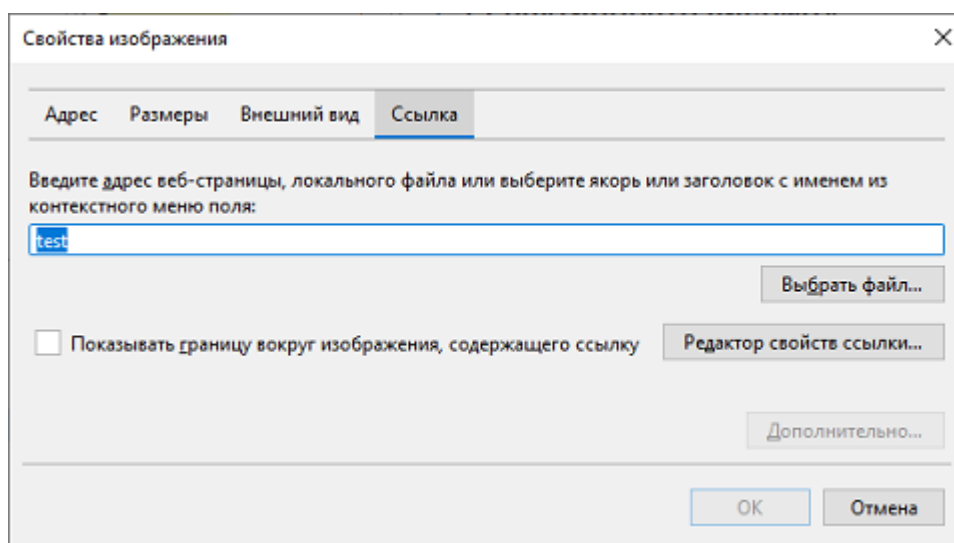 Свойства изображения
Адрес Размеры Внешний вид Ссылка
Введите адрес веб-страницы, локального файла или выберите якорь или заголовок с именем из
контекстного меню поля:
test
Выбрать файл...
Показывать границу вокруг изображения, содержащего ссылку Редактор свойств ссылки...
Дополнительно...
OK Отмена